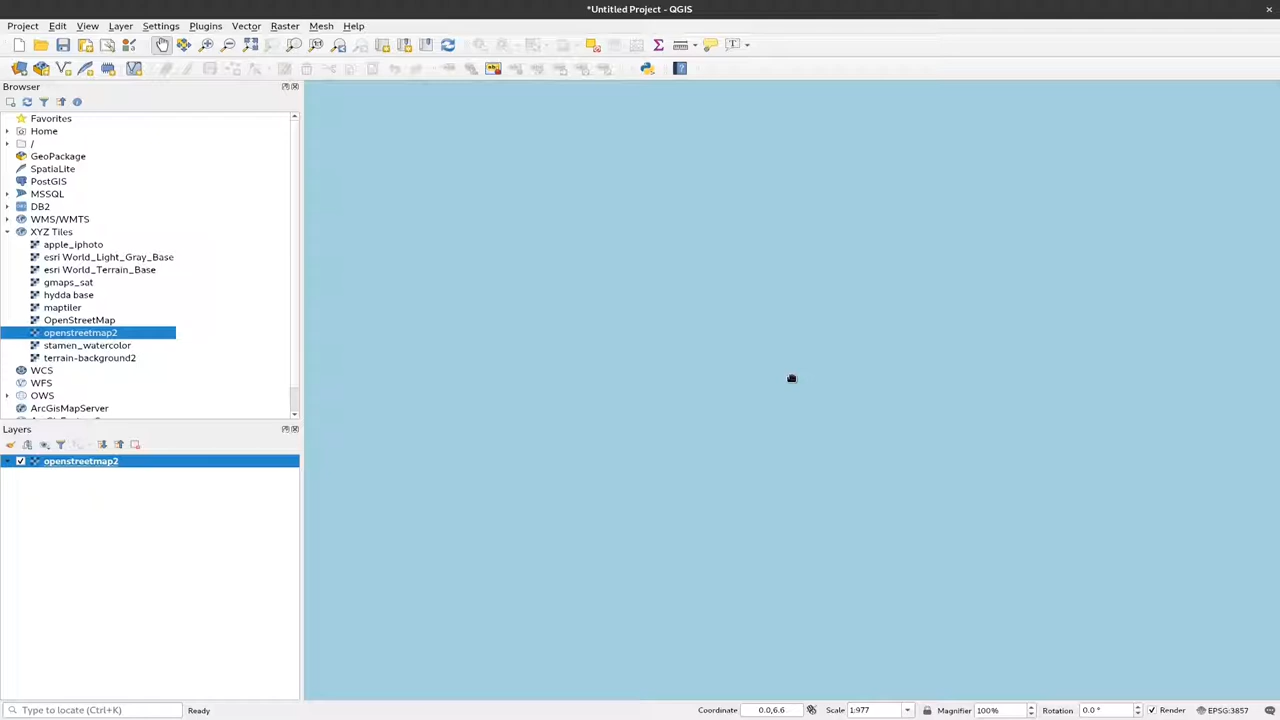 *Untitled Project - QGIS
Project Edit View Layer Settings Plugins Vector Raster Mesh Help
Browser
Favorites
Home
/
GeoPackage
SpatiaLite
PostGIS
MSSQL
DB2
WMS/WMTS
XYZ Tiles
apple_iphoto
esri World_Light_Gray_Base
esri World_Terrain_Base
gmaps_sat
hydda base
maptiler
OpenStreetMap
openstreetmap2
stamen_watercolor
terrain-background2
WCS
WFS
OWS
ArcGisMapServer
Layers
openstreetmap2
Type to locate (Ctrl+K) Ready Coordinate 0.0,6.6 Scale 1:977 Magnifier 100% Rotation 0.0 ° Render EPSG:3857